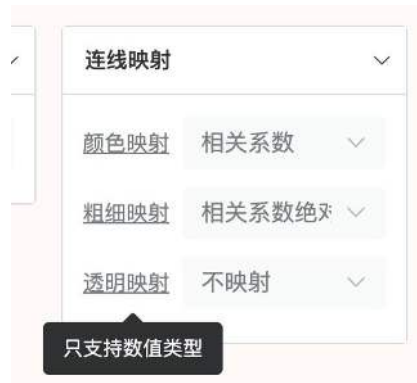 连线映射
颜色映射 相关系数
粗细映射 相关系数绝
透明映射 不映射
只支持数值类型